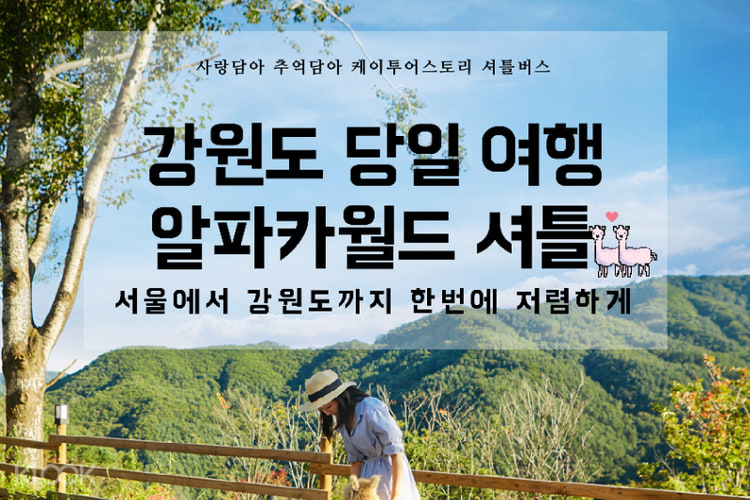 사랑담아 추억담아 케이투어스토리 셔틀버스
강원도 당일 여행
알파카월드 셔틀
서울에서 강원도까지 한번에 저렴하게
klook